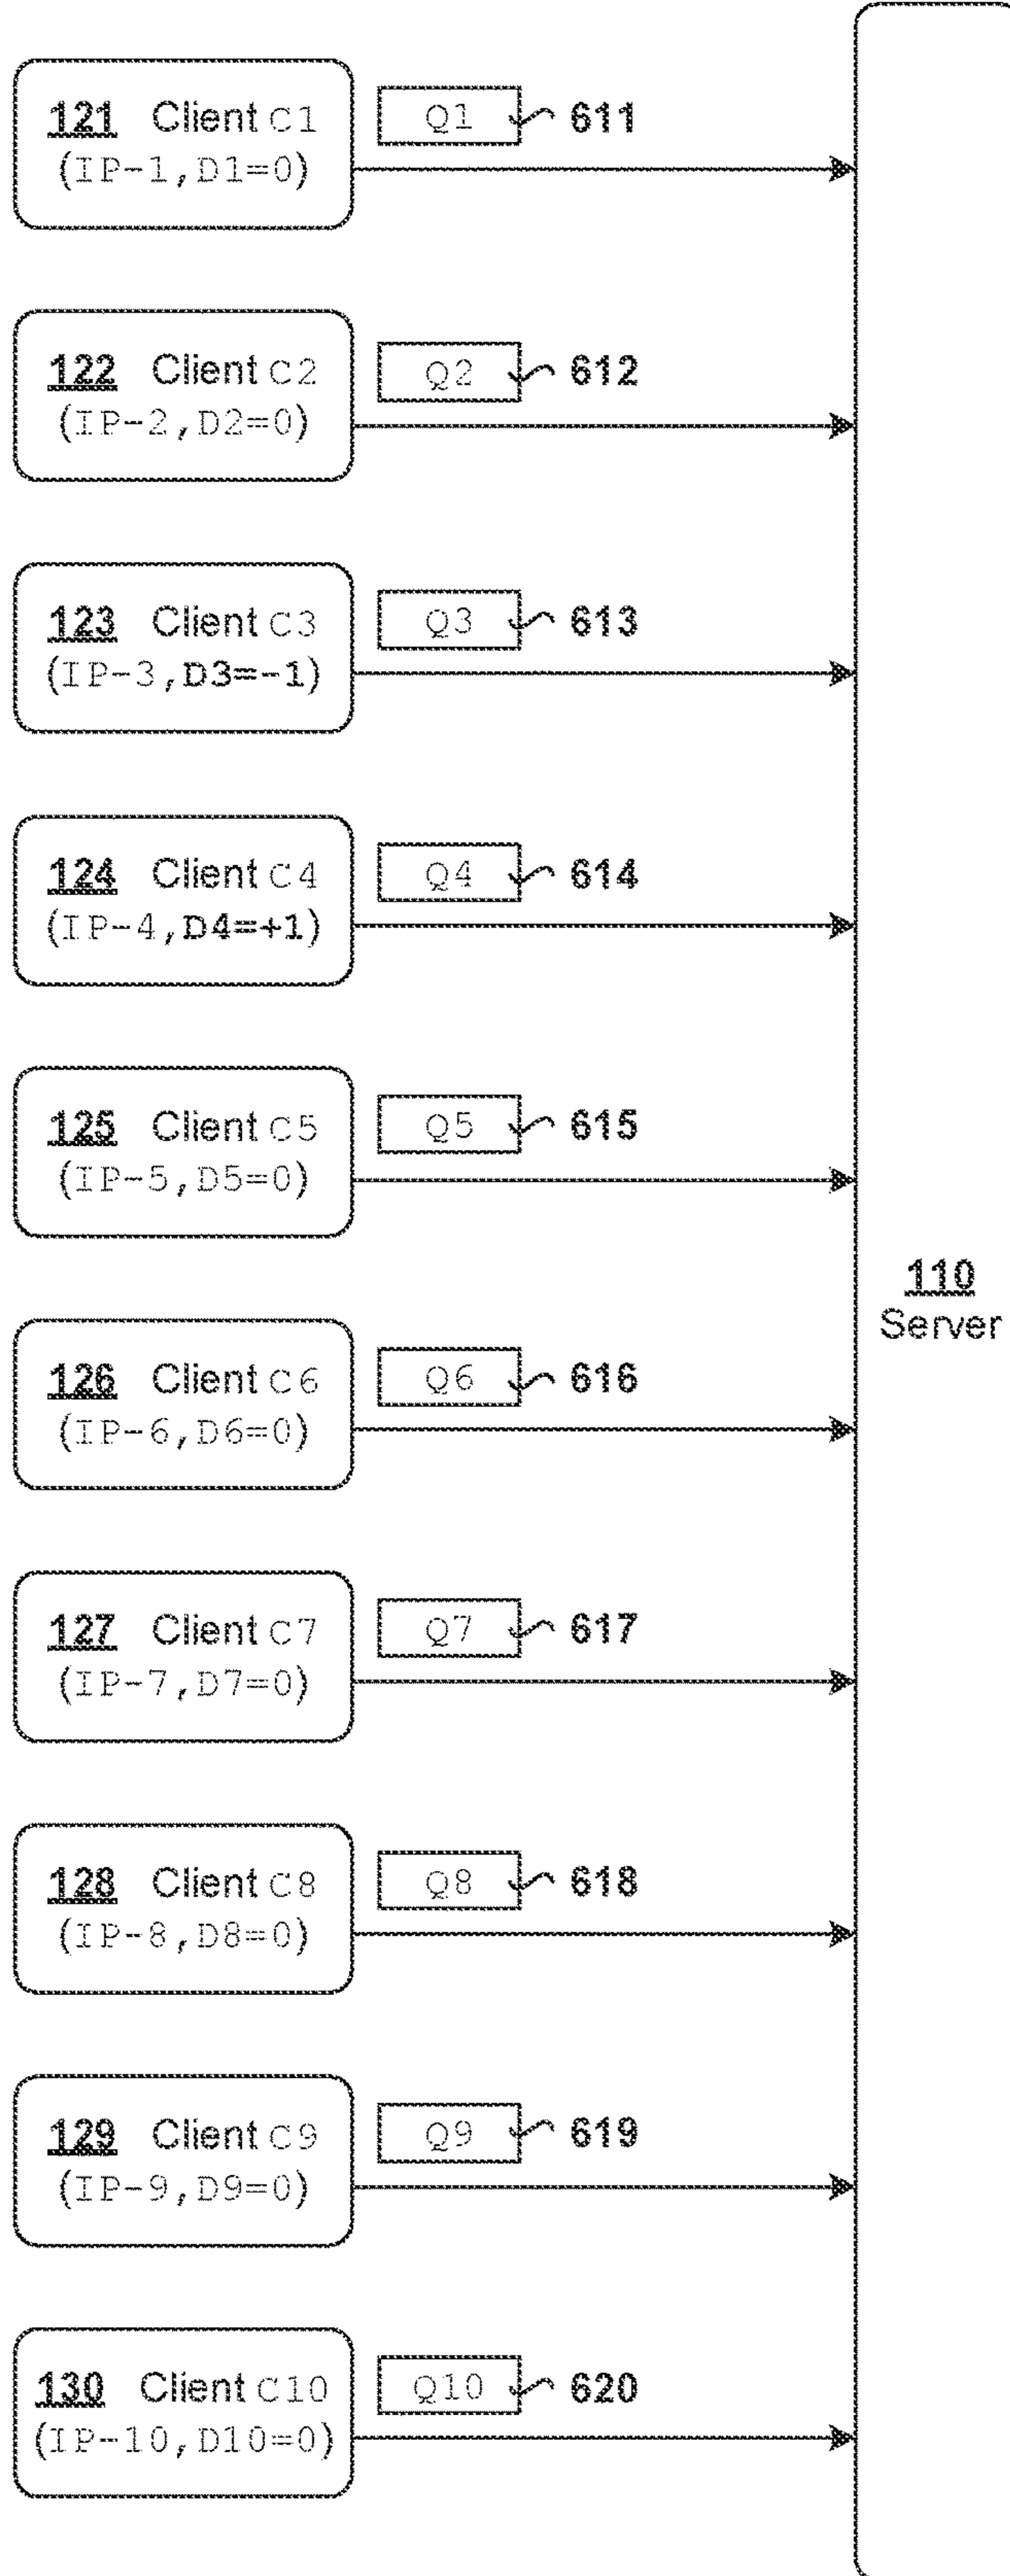 121 Client C1
(IP-1,D1=0)
Q1
611
122 Client C2
(IP-2,D2=0)
Q2
612
123 Client C3
(IP-3,D3=-1)
Q3
613
124 Client C4
(IP-4,D4=+1)
Q4
614
125 Client C5
(IP-5,D5=0)
Q5
615
110
Server
126 Client C6
(IP-6,D6=0)
Q6
616
127 Client C7
(IP-7,D7=0)
Q7
617
128 Client C8
(IP-8,D8=0)
Q8
618
129 Client C9
(IP-9,D9=0)
Q9
619
130 Client C10
(IP-10,D10=0)
Q10
620